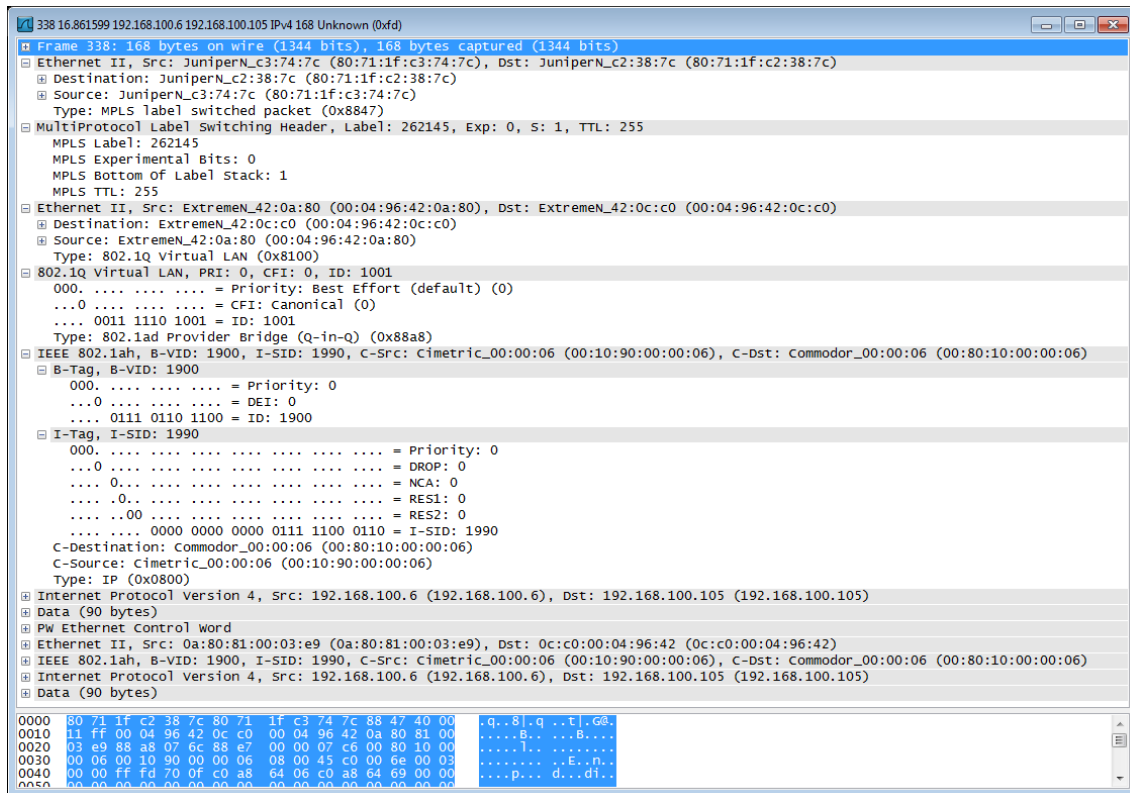 338 16.861599 192.168.100.6 192.168.100.105 IPv4 168 Unknown (0xfd)
Frame 338: 168 bytes on wire (1344 bits), 168 bytes captured (1344 bits)
Ethernet II, Src: JuniperN_c3:74:7c (80:71:1f:c3:74:7c), Dst: JuniperN_c2:38:7c (80:71:1f:c2:38:7c)
Destination: JuniperN_c2:38:7c (80:71:1f:c2:38:7c)
Source: JuniperN_c3:74:7c (80:71:1f:c3:74:7c)
Type: MPLS label switched packet (0x8847)
MultiProtocol Label Switching Header, Label: 262145, Exp: 0, S: 1, TTL: 255
MPLS Label: 262145
MPLS Experimental Bits: 0
MPLS Bottom Of Label Stack: 1
MPLS TTL: 255
Ethernet II, Src: ExtremeN_42:0a:80 (00:04:96:42:0a:80), Dst: ExtremeN_42:0c:c0 (00:04:96:42:0c:c0)
Destination: ExtremeN_42:0c:c0 (00:04:96:42:0c:c0)
Source: ExtremeN_42:0a:80 (00:04:96:42:0a:80)
Type: 802.1Q Virtual LAN (0x8100)
802.1Q Virtual LAN, PRI: 0, CFI: 0, ID: 1001
000. .... .... .... = Priority: Best Effort (default) (0)
...0 .... .... .... = CFI: Canonical (0)
.... 0011 1110 1001 = ID: 1001
Type: 802.1ad Provider Bridge (Q-in-Q) (0x88a8)
IEEE 802.1ah, B-VID: 1900, I-SID: 1990, C-Src: Cimetric_00:00:06 (00:10:90:00:00:06), C-Dst: Commodor_00:00:06 (00:80:10:00:00:06)
B-Tag, B-VID: 1900
000. .... .... .... = Priority: 0
...0 .... .... .... = DEI: 0
.... 0111 0110 1100 = ID: 1900
I-Tag, I-SID: 1990
000. .... .... .... .... .... .... .... = Priority: 0
...0 .... .... .... .... .... .... .... = DROP: 0
.... 0... .... .... .... .... .... .... = NCA: 0
.... .0.. .... .... .... .... .... .... = RES1: 0
.... ..00 .... .... .... .... .... .... = RES2: 0
.... .... 0000 0000 0000 0111 1100 0110 = I-SID: 1990
C-Destination: Commodor_00:00:06 (00:80:10:00:00:06)
C-Source: Cimetric_00:00:06 (00:10:90:00:00:06)
Type: IP (0x0800)
Internet Protocol Version 4, Src: 192.168.100.6 (192.168.100.6), Dst: 192.168.100.105 (192.168.100.105)
Data (90 bytes)
PW Ethernet Control Word
Ethernet II, Src: 0a:80:81:00:03:e9 (0a:80:81:00:03:e9), Dst: 0c:c0:00:04:96:42 (0c:c0:00:04:96:42)
IEEE 802.1ah, B-VID: 1900, I-SID: 1990, C-Src: Cimetric_00:00:06 (00:10:90:00:00:06), C-Dst: Commodor_00:00:06 (00:80:10:00:00:06)
Internet Protocol Version 4, Src: 192.168.100.6 (192.168.100.6), Dst: 192.168.100.105 (192.168.100.105)
Data (90 bytes)
0000 80 71 1f c2 38 7c 80 71 1f c3 74 7c 88 47 40 00 .q..8|.q ..t|.G@.
0010 11 ff 00 04 96 42 0c c0 00 04 96 42 0a 80 81 00 .....B.. ...B....
0020 03 e9 88 a8 07 6c 88 e7 00 00 07 c6 00 80 10 00 .....l.. ........
0030 00 06 00 10 90 00 00 06 08 00 45 c0 00 6e 00 03 ........ ..E..n..
0040 00 00 ff fd 70 0f c0 a8 64 06 c0 a8 64 69 00 00 ....p... d...di..
0050 00 00 00 00 00 00 00 00 00 00 00 00 00 00 00 00